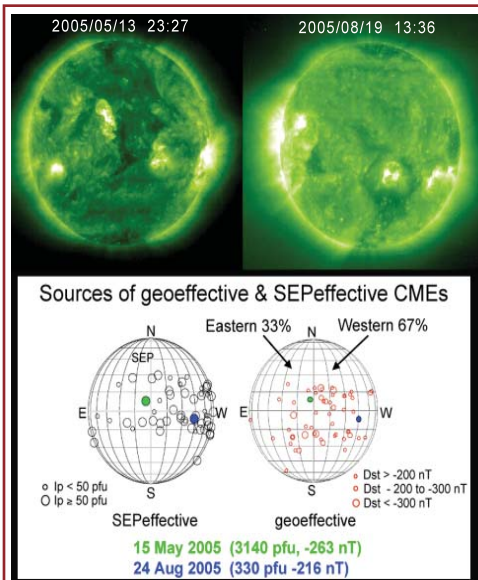 2005/05/13 23:27
2005/08/19 13:36
Sources of geoeffective & SEPeffective CMEs
Eastern 33%
Western 67%
N
N
SEP
E
W
E
W
S
S
Ip < 50 pfu
Ip ≥ 50 pfu
Dst > -200 nT
Dst - 200 to -300 nT
Dst < -300 nT
SEPeffective
geoeffective
15 May 2005 (3140 pfu, -263 nT)
24 Aug 2005 (330 pfu -216 nT)